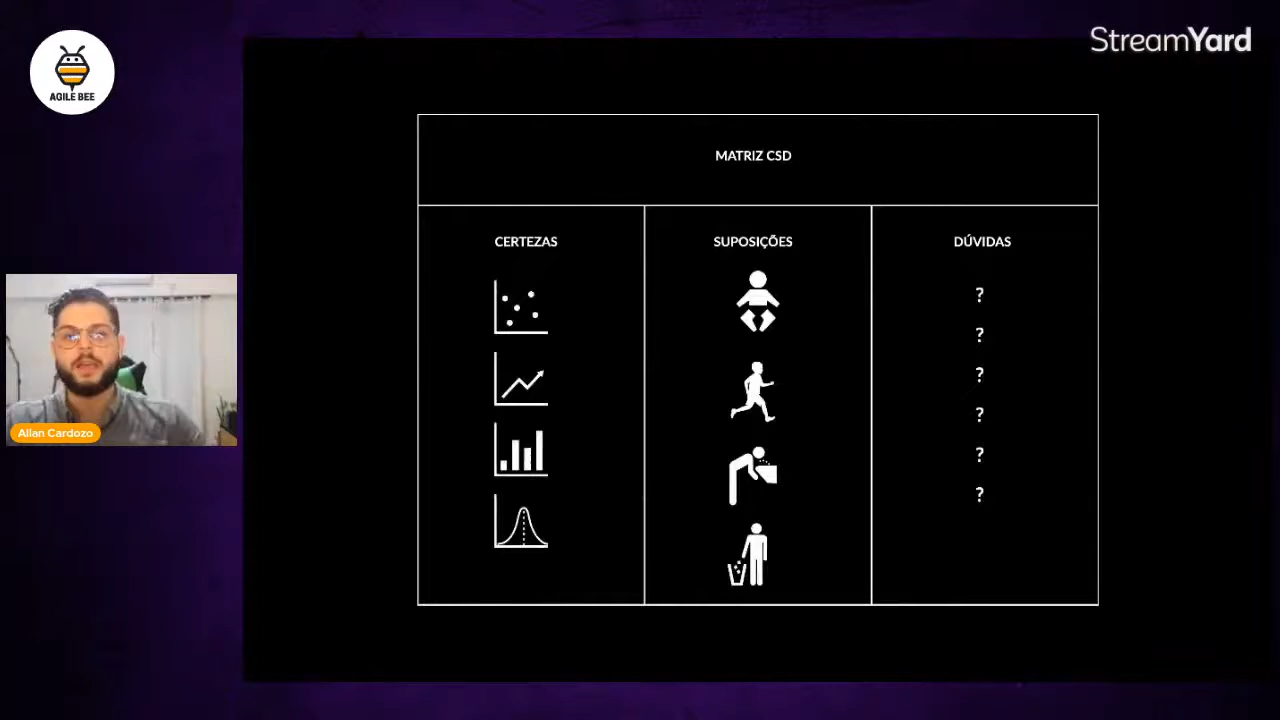 AGILE BEE
StreamYard
MATRIZ CSD
CERTEZAS
SUPOSIÇÕES
DÚVIDAS
?
?
?
?
?
?
Allan Cardozo